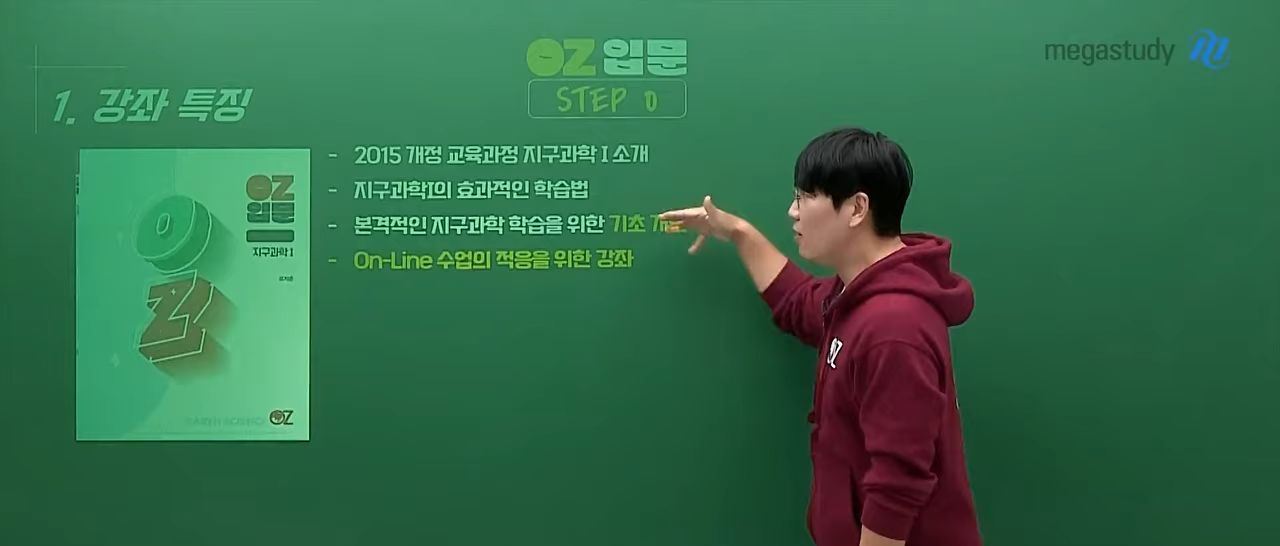 OZ 입문
STEP 0
megastudy
1. 강좌 특징
- 2015 개정 교육과정 지구과학 I 소개
- 지구과학I의 효과적인 학습법
- 본격적인 지구과학 학습을 위한 기초
- On-Line 수업의 적응을 위한 강좌
OZ
입문
지구과학 I
OZ
OZ